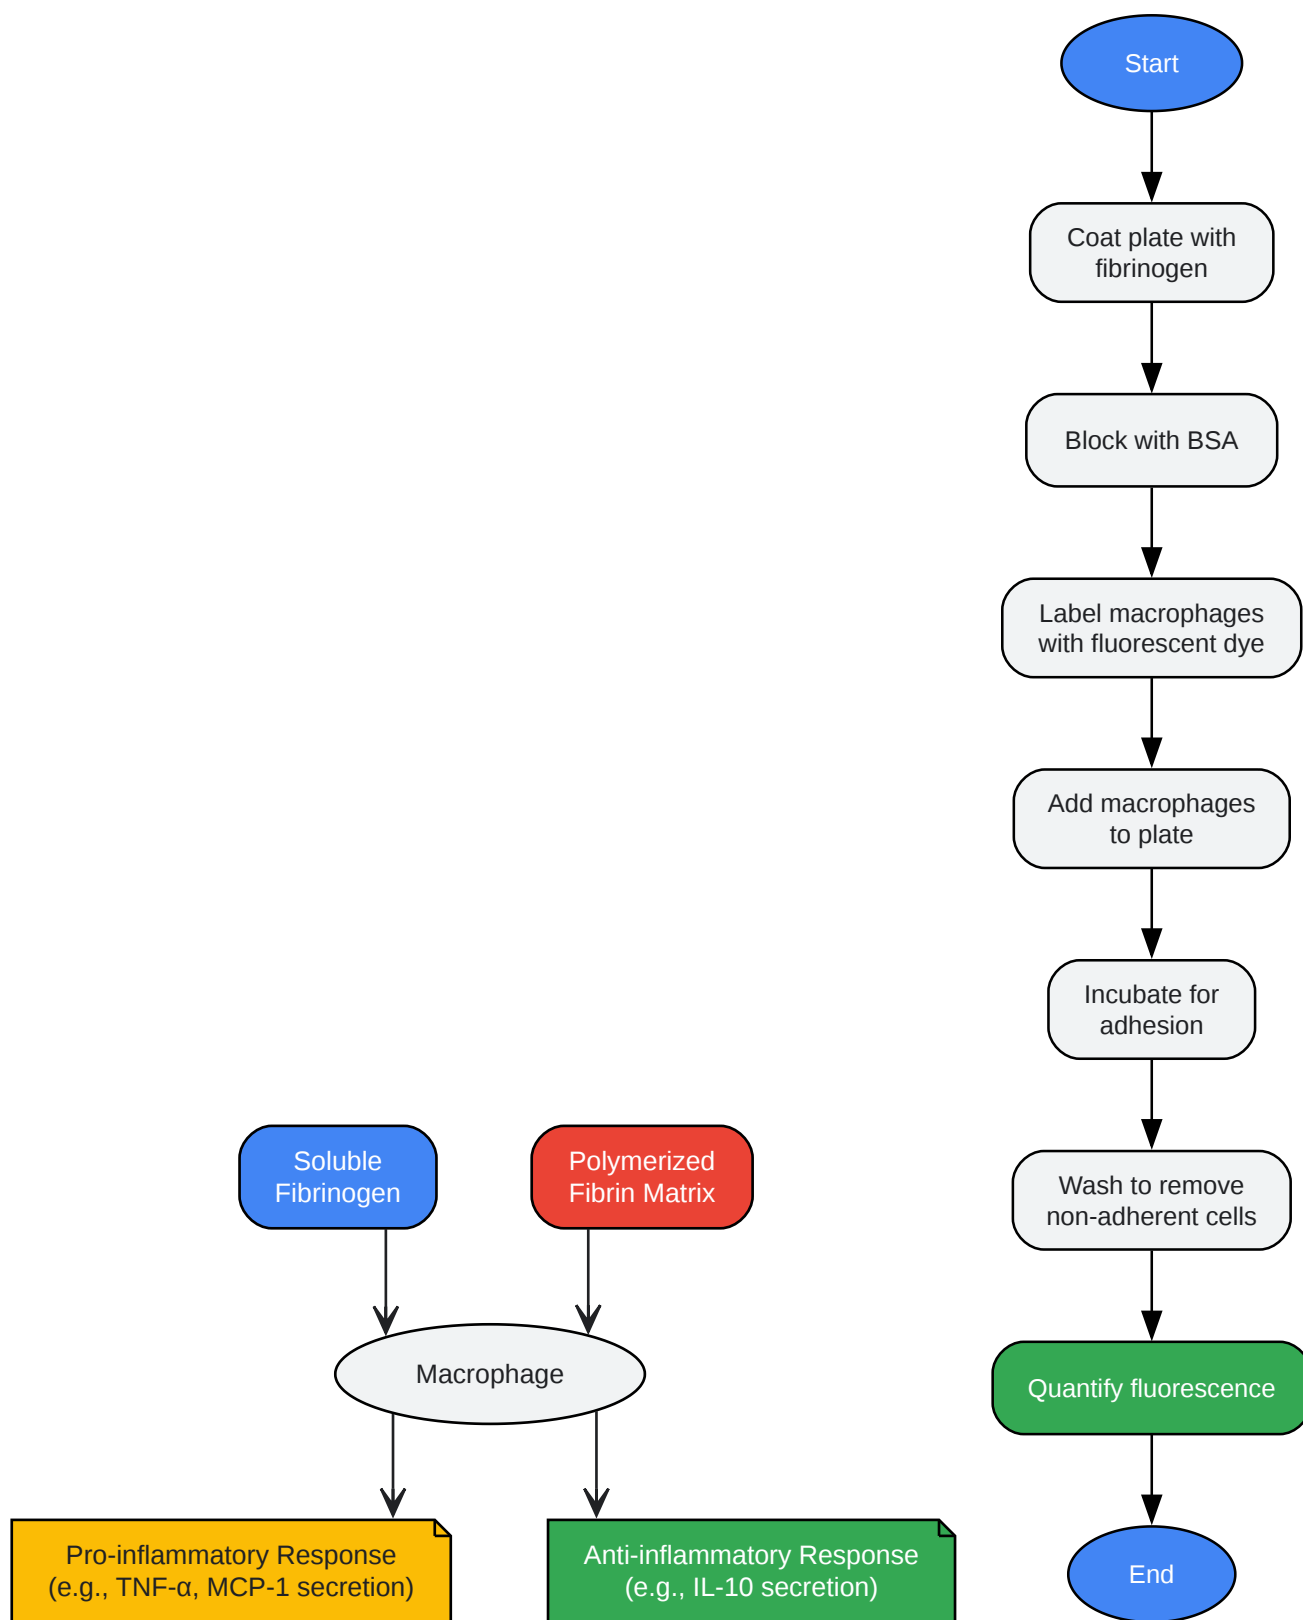 Start
Coat plate with
fibrinogen
Block with BSA
Label macrophages
with fluorescent dye
Add macrophages
to plate
Incubate for
adhesion
Wash to remove
non-adherent cells
Quantify fluorescence
End
Soluble
Fibrinogen
Polymerized
Fibrin Matrix
Macrophage
Pro-inflammatory Response
(e.g., TNF-α, MCP-1 secretion)
Anti-inflammatory Response
(e.g., IL-10 secretion)